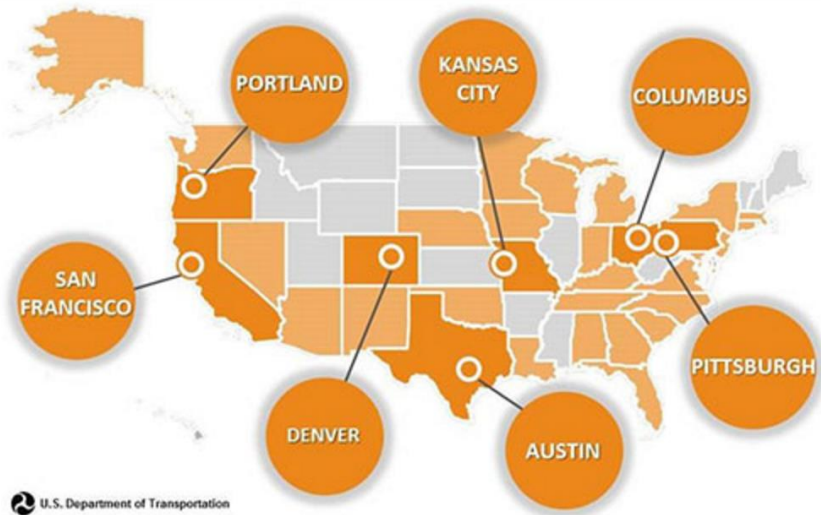 PORTLAND
KANSAS
CITY
COLUMBUS
SAN
FRANCISCO
PITTSBURGH
DENVER
AUSTIN
U.S. Department of Transportation